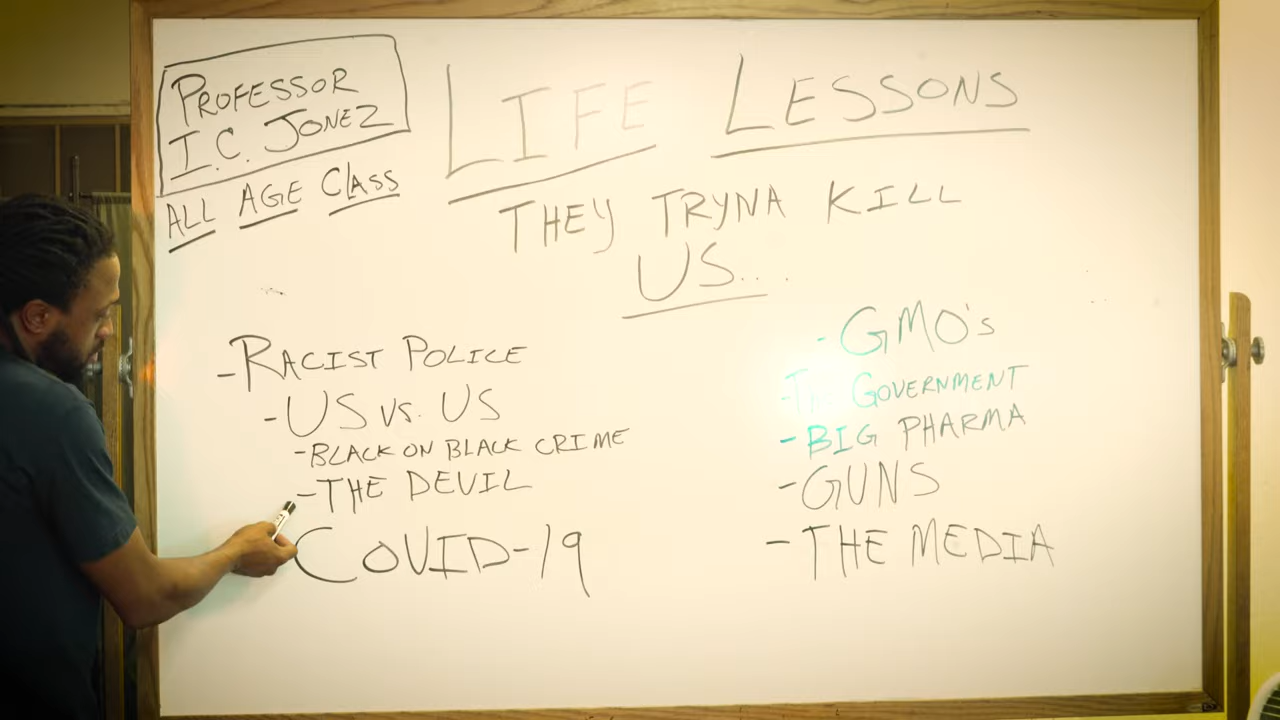 PROFESSOR
I.C. JONEZ
ALL AGE CLASS
LIFE LESSONS
THEY TRYNA KILL
US...
-RACIST POLICE
-US VS. US
-BLACK ON BLACK CRIME
-THE DEVIL
COVID-19
-GMO's
-THE GOVERNMENT
-BIG PHARMA
-GUNS
-THE MEDIA